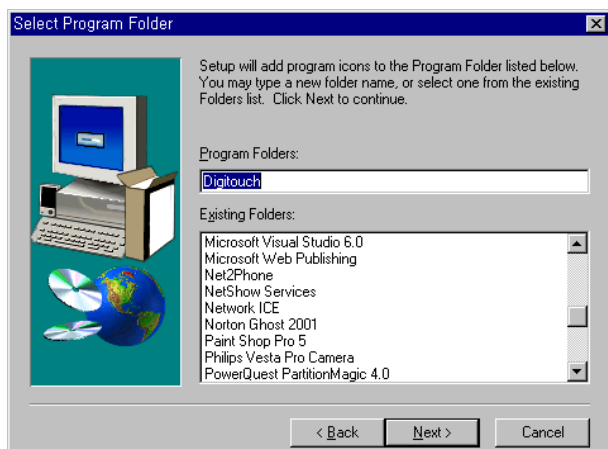 Select Program Folder
Setup will add program icons to the Program Folder listed below.
You may type a new folder name, or select one from the existing
Folders list. Click Next to continue.
Program Folders:
Digitouch
Existing Folders:
Microsoft Visual Studio 6.0
Microsoft Web Publishing
Net2Phone
NetShow Services
Network ICE
Norton Ghost 2001
Paint Shop Pro 5
Philips Vesta Pro Camera
PowerQuest PartitionMagic 4.0
< Back
Next >
Cancel